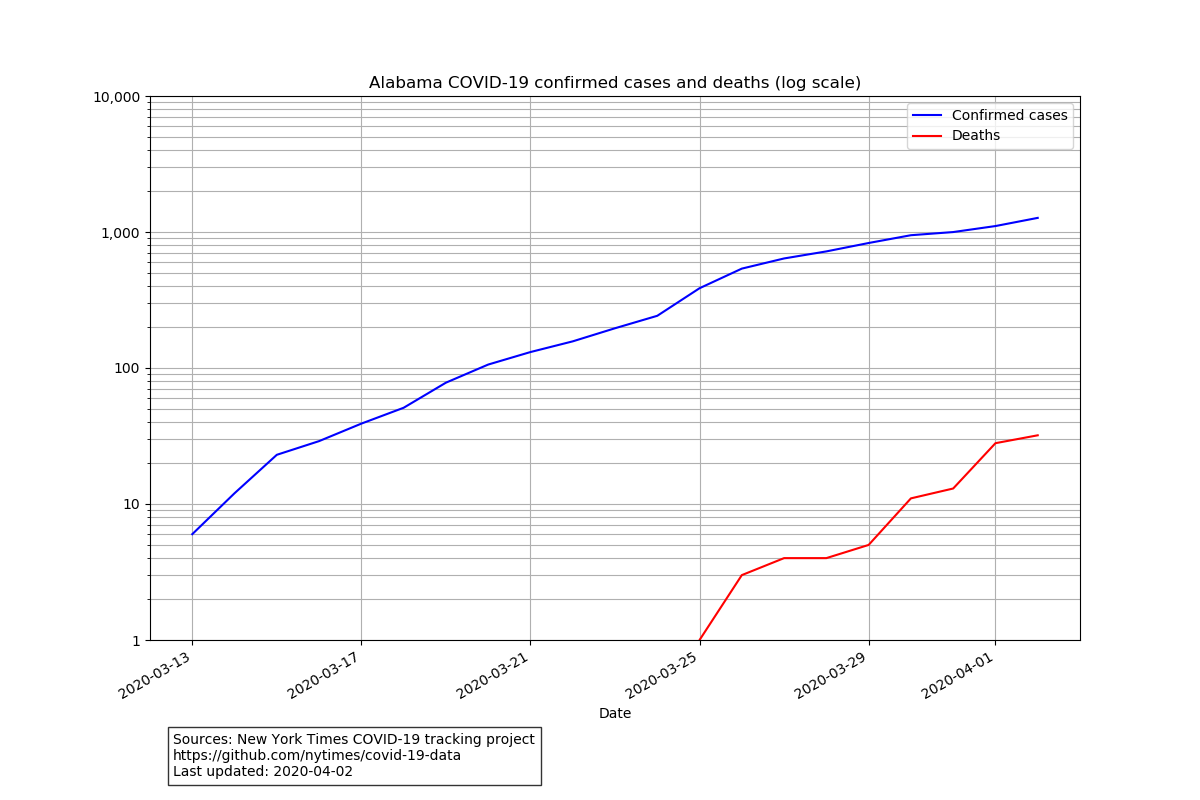 Alabama COVID-19 confirmed cases and deaths (log scale)
10,000
1,000
100
10
1
Confirmed cases
Deaths
2020-03-13
2020-03-17
2020-03-21
2020-03-25
2020-03-29
2020-04-01
Date
Sources: New York Times COVID-19 tracking project
https://github.com/nytimes/covid-19-data
Last updated: 2020-04-02